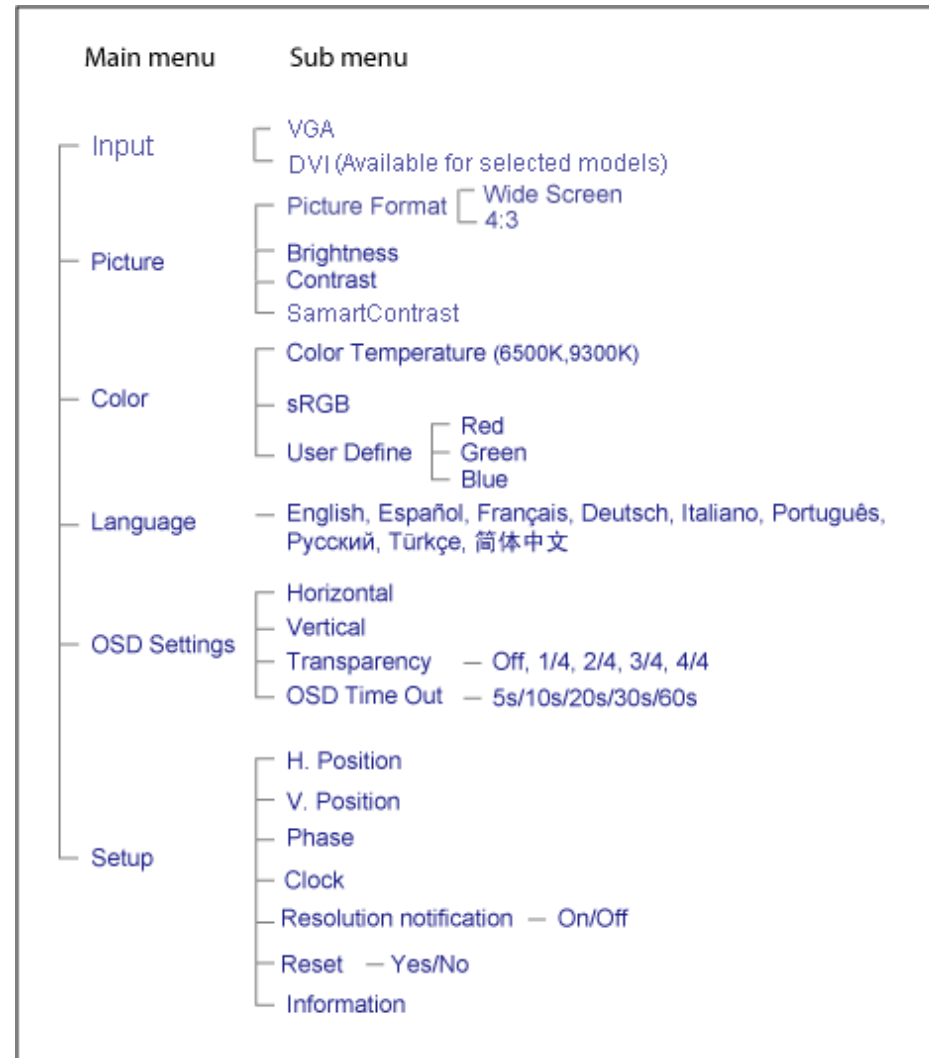 Main menu Sub menu
Input VGA
DVI (Available for selected models)
Picture Format Wide Screen
4:3
Picture Brightness
Contrast
SamartContrast
Color Temperature (6500K,9300K)
Color sRGB
Red
User Define Green
Blue
Language English, Español, Français, Deutsch, Italiano, Português,
Русский, Türkçe, 简体中文
Horizontal
Vertical
OSD Settings Transparency — Off, 1/4, 2/4, 3/4, 4/4
OSD Time Out — 5s/10s/20s/30s/60s
H. Position
V. Position
Phase
Setup Clock
Resolution notification — On/Off
Reset — Yes/No
Information